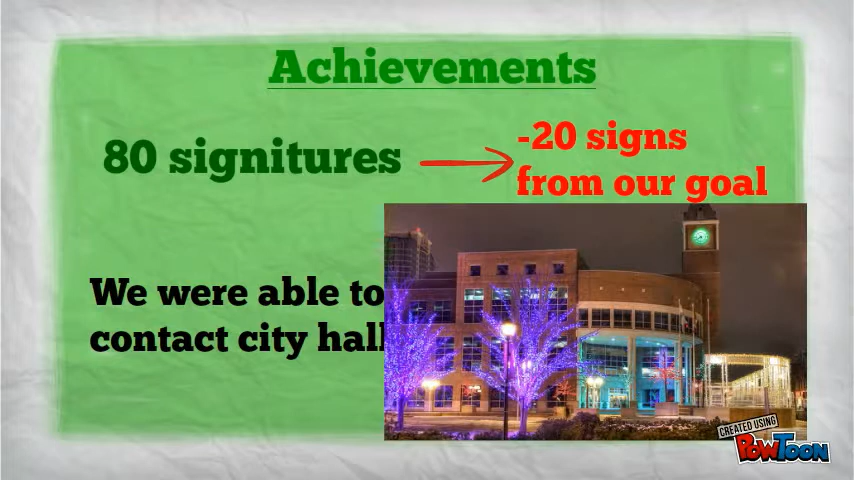 Achievements
80 signitures
-20 signs
from our goal
We were able to
contact city hall
CREATED USING
POWTOON